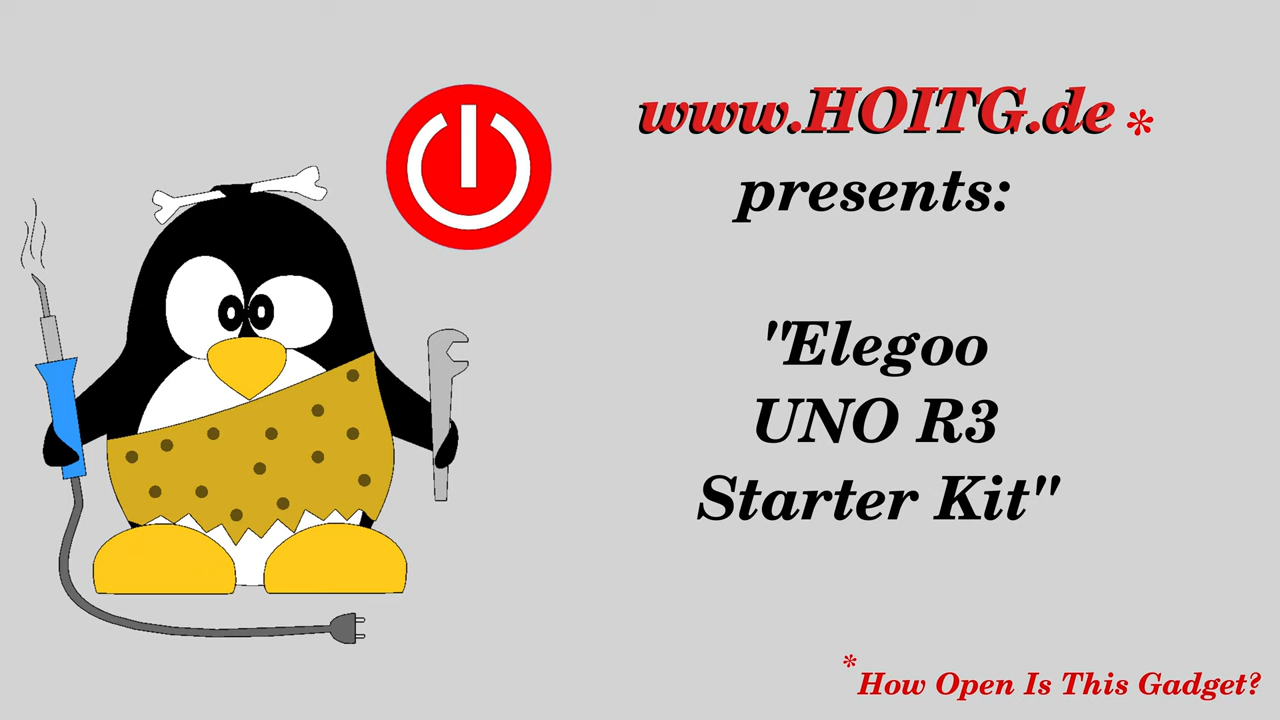 www.HOITG.de *
presents:
"Elegoo
UNO R3
Starter Kit"
*How Open Is This Gadget?